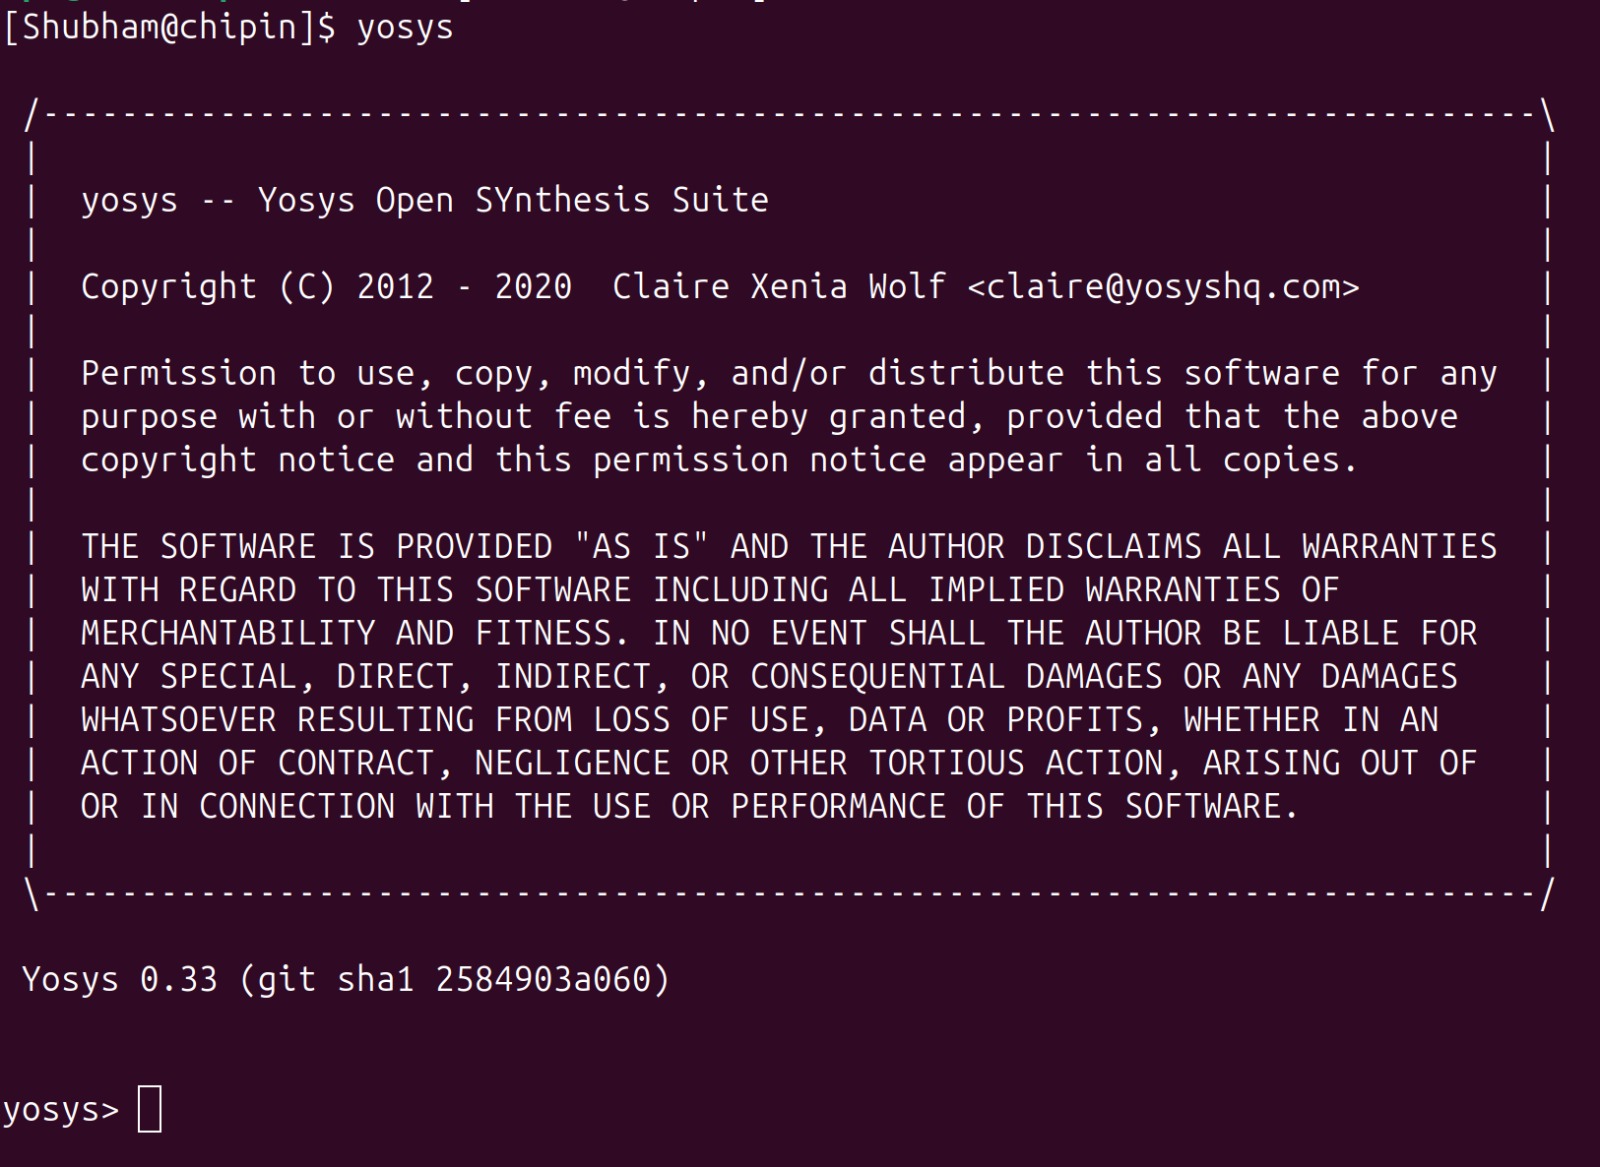 [Shubham@chipin]$ yosys
/----------------------------------------------------------------------------\
|                                                                            |
|  yosys -- Yosys Open SYnthesis Suite                                       |
|                                                                            |
|  Copyright (C) 2012 - 2020  Claire Xenia Wolf <claire@yosyshq.com>         |
|                                                                            |
|  Permission to use, copy, modify, and/or distribute this software for any  |
|  purpose with or without fee is hereby granted, provided that the above    |
|  copyright notice and this permission notice appear in all copies.         |
|                                                                            |
|  THE SOFTWARE IS PROVIDED "AS IS" AND THE AUTHOR DISCLAIMS ALL WARRANTIES  |
|  WITH REGARD TO THIS SOFTWARE INCLUDING ALL IMPLIED WARRANTIES OF          |
|  MERCHANTABILITY AND FITNESS. IN NO EVENT SHALL THE AUTHOR BE LIABLE FOR   |
|  ANY SPECIAL, DIRECT, INDIRECT, OR CONSEQUENTIAL DAMAGES OR ANY DAMAGES    |
|  WHATSOEVER RESULTING FROM LOSS OF USE, DATA OR PROFITS, WHETHER IN AN     |
|  ACTION OF CONTRACT, NEGLIGENCE OR OTHER TORTIOUS ACTION, ARISING OUT OF   |
|  OR IN CONNECTION WITH THE USE OR PERFORMANCE OF THIS SOFTWARE.            |
|                                                                            |
\----------------------------------------------------------------------------/
Yosys 0.33 (git sha1 2584903a060)
yosys>